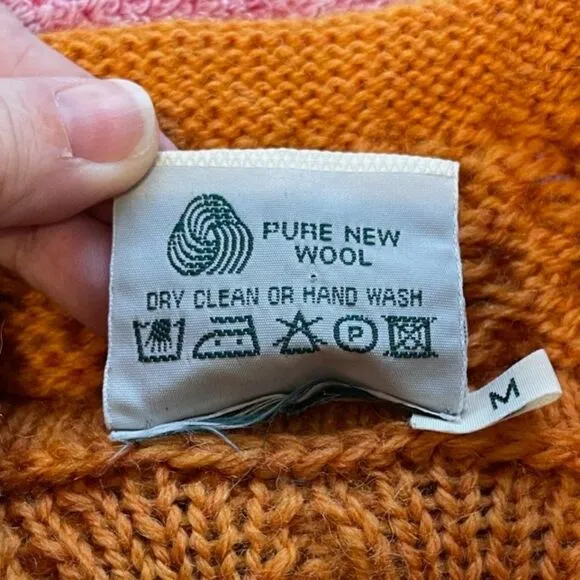 PURE NEW
WOOL
DRY CLEAN OR HAND WASH
P
M